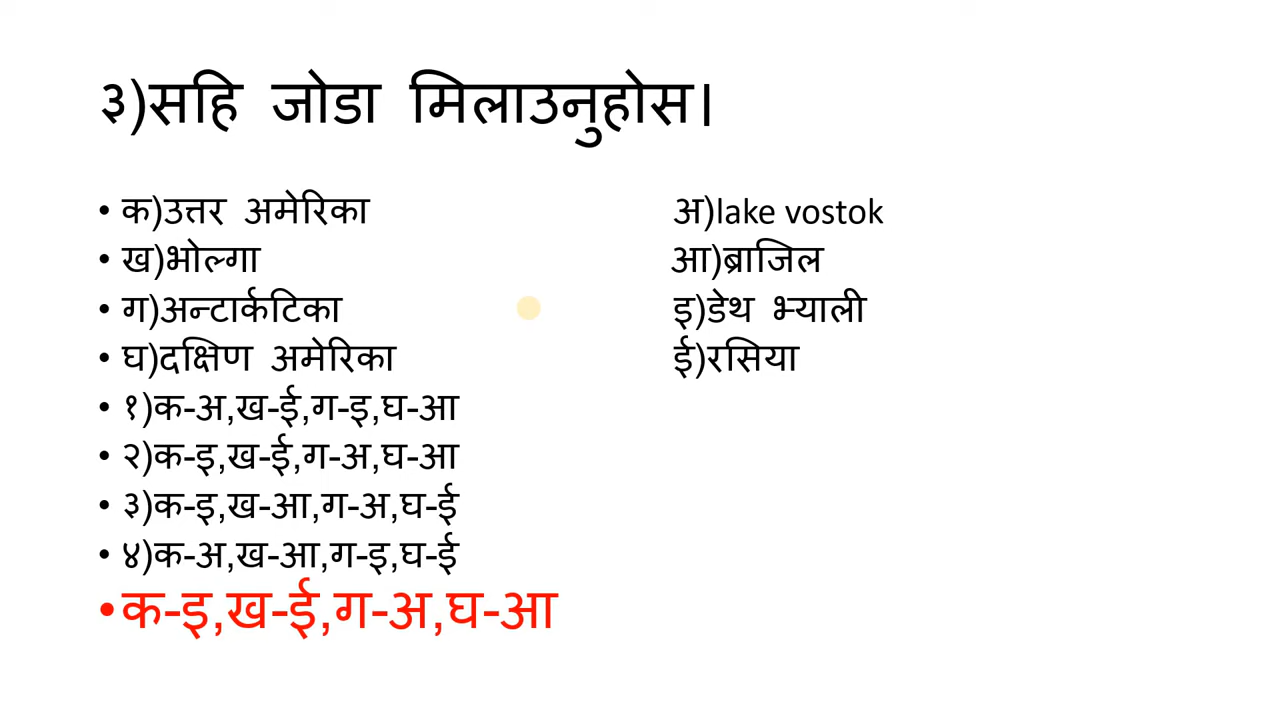 ३)सहि जोडा मिलाउनुहोस।
• क)उत्तर अमेरिका अ)lake vostok
• ख)भोल्गा आ)ब्राजिल
• ग)अन्टार्कटिका इ)डेथ भ्याली
• घ)दक्षिण अमेरिका ई)रसिया
• १)क-अ,ख-ई,ग-इ,घ-आ
• २)क-इ,ख-ई,ग-अ,घ-आ
• ३)क-इ,ख-आ,ग-अ,घ-ई
• ४)क-अ,ख-आ,ग-इ,घ-ई
•क-इ,ख-ई,ग-अ,घ-आ